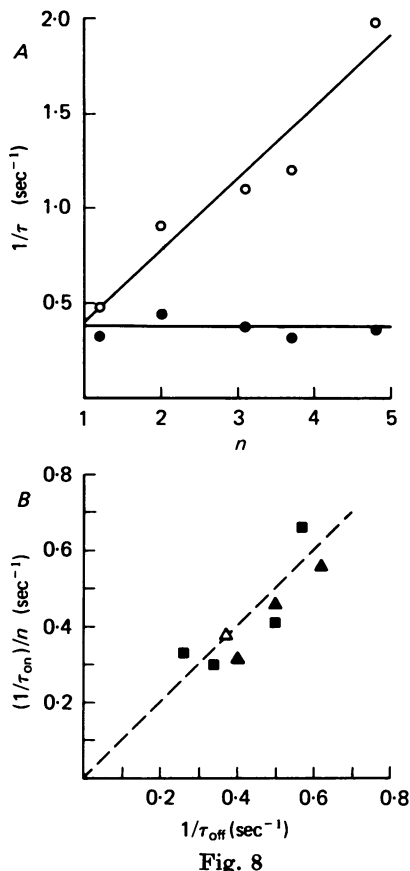 A
2·0
1·5
1·0
0·5
1/τ (sec⁻¹)
1 2 3 4 5
n
B
0·8
0·6
0·4
0·2
(1/τon)/n (sec⁻¹)
0·2 0·4 0·6 0·8
1/τoff(sec⁻¹)
Fig. 8